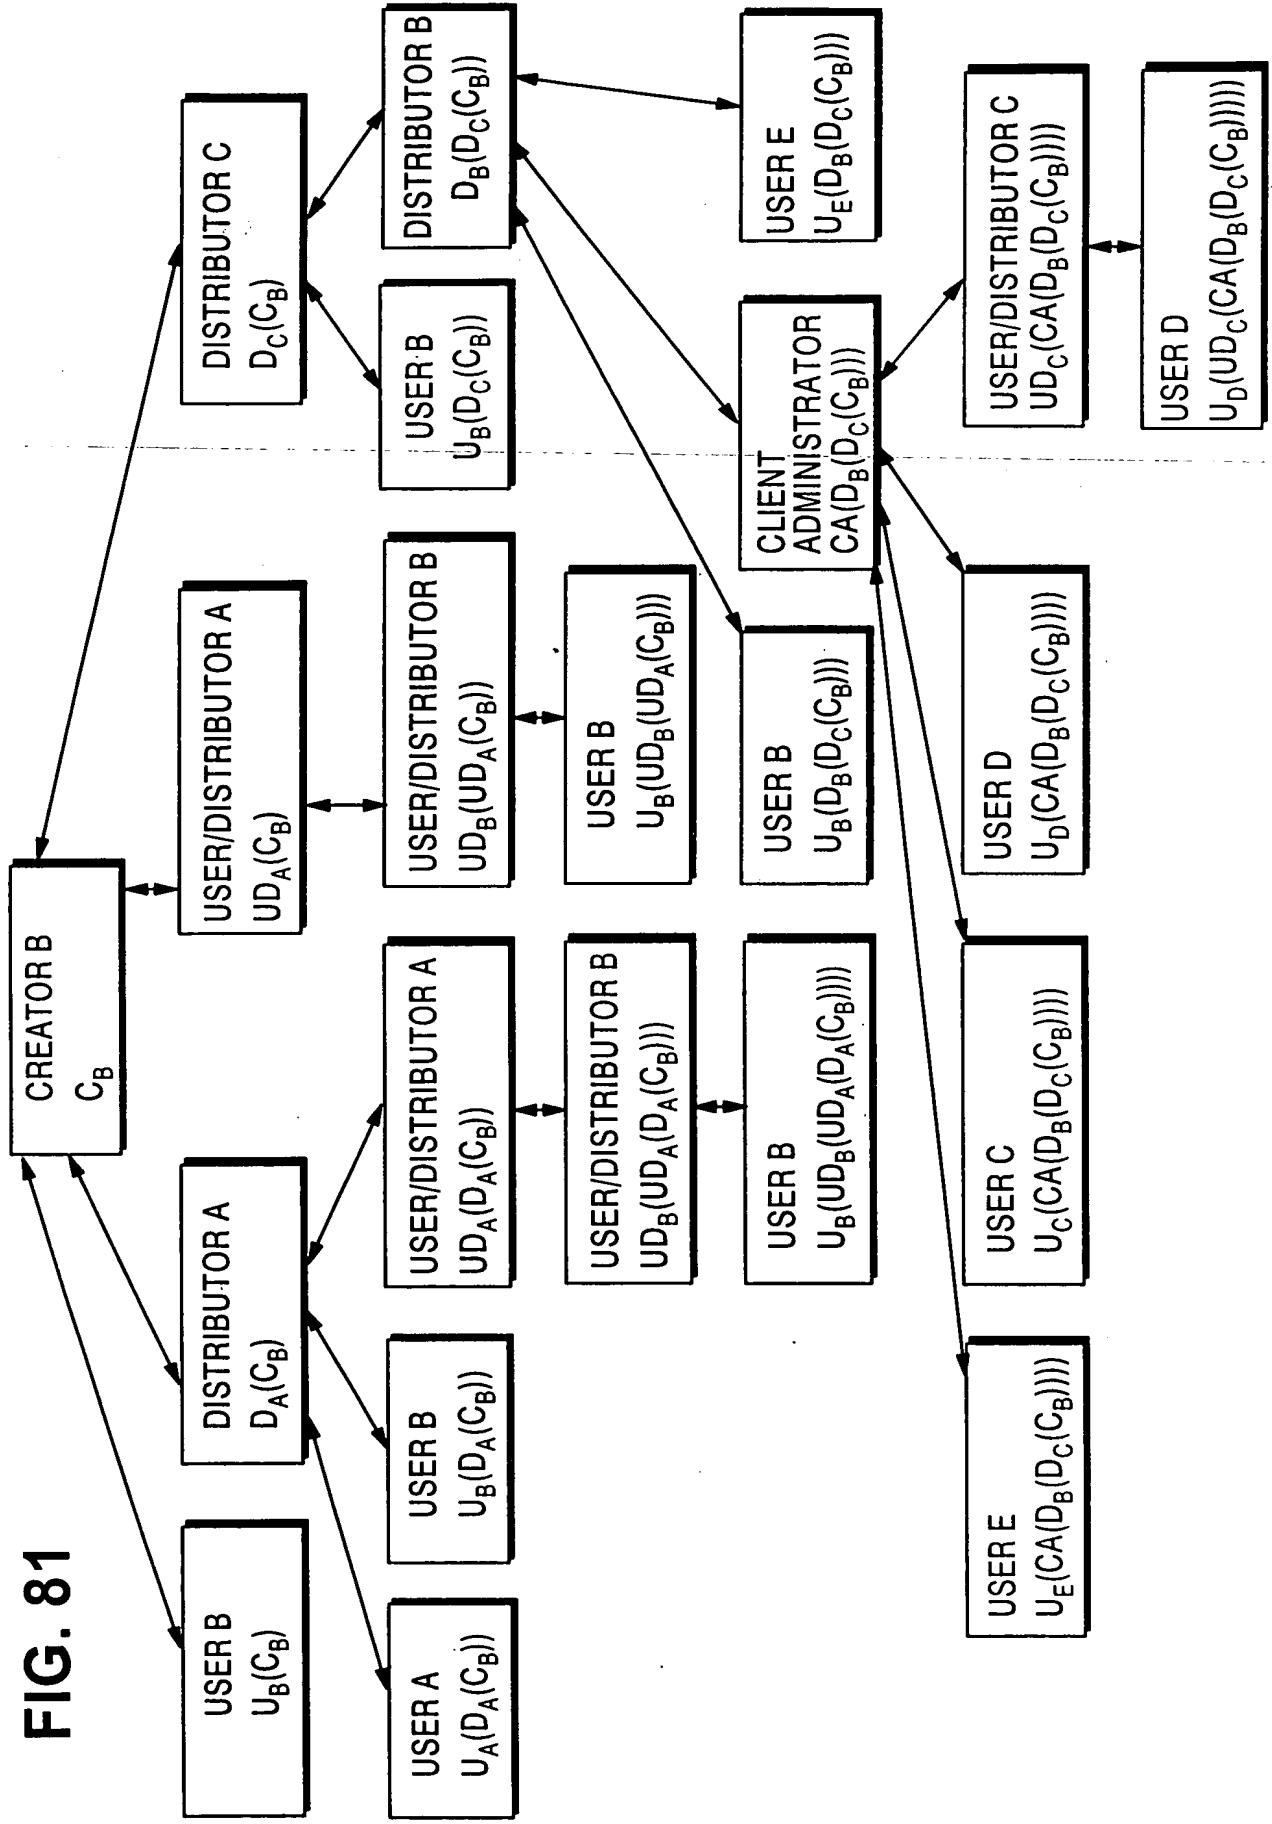 FIG. 81
CREATOR B
C_B
USER B
U_B(C_B)
DISTRIBUTOR A
D_A(C_B)
USER/DISTRIBUTOR A
UD_A(C_B)
DISTRIBUTOR C
D_C(C_B)
USER A
U_A(D_A(C_B))
USER B
U_B(D_A(C_B))
USER/DISTRIBUTOR A
UD_A(D_A(C_B))
USER/DISTRIBUTOR B
UD_B(UD_A(C_B))
USER B
U_B(D_C(C_B))
DISTRIBUTOR B
D_B(D_C(C_B))
USER/DISTRIBUTOR B
UD_B(UD_A(D_A(C_B)))
USER B
U_B(UD_B(UD_A(C_B)))
USER B
U_B(UD_B(UD_A(D_A(C_B))))
USER B
U_B(D_B(D_C(C_B)))
CLIENT
ADMINISTRATOR
CA(D_B(D_C(C_B)))
USER E
U_E(D_B(D_C(C_B)))
USER E
U_E(CA(D_B(D_C(C_B))))
USER C
U_C(CA(D_B(D_C(C_B))))
USER D
U_D(CA(D_B(D_C(C_B))))
USER/DISTRIBUTOR C
UD_C(CA(D_B(D_C(C_B))))
USER D
U_D(UD_C(CA(D_B(D_C(C_B)))))